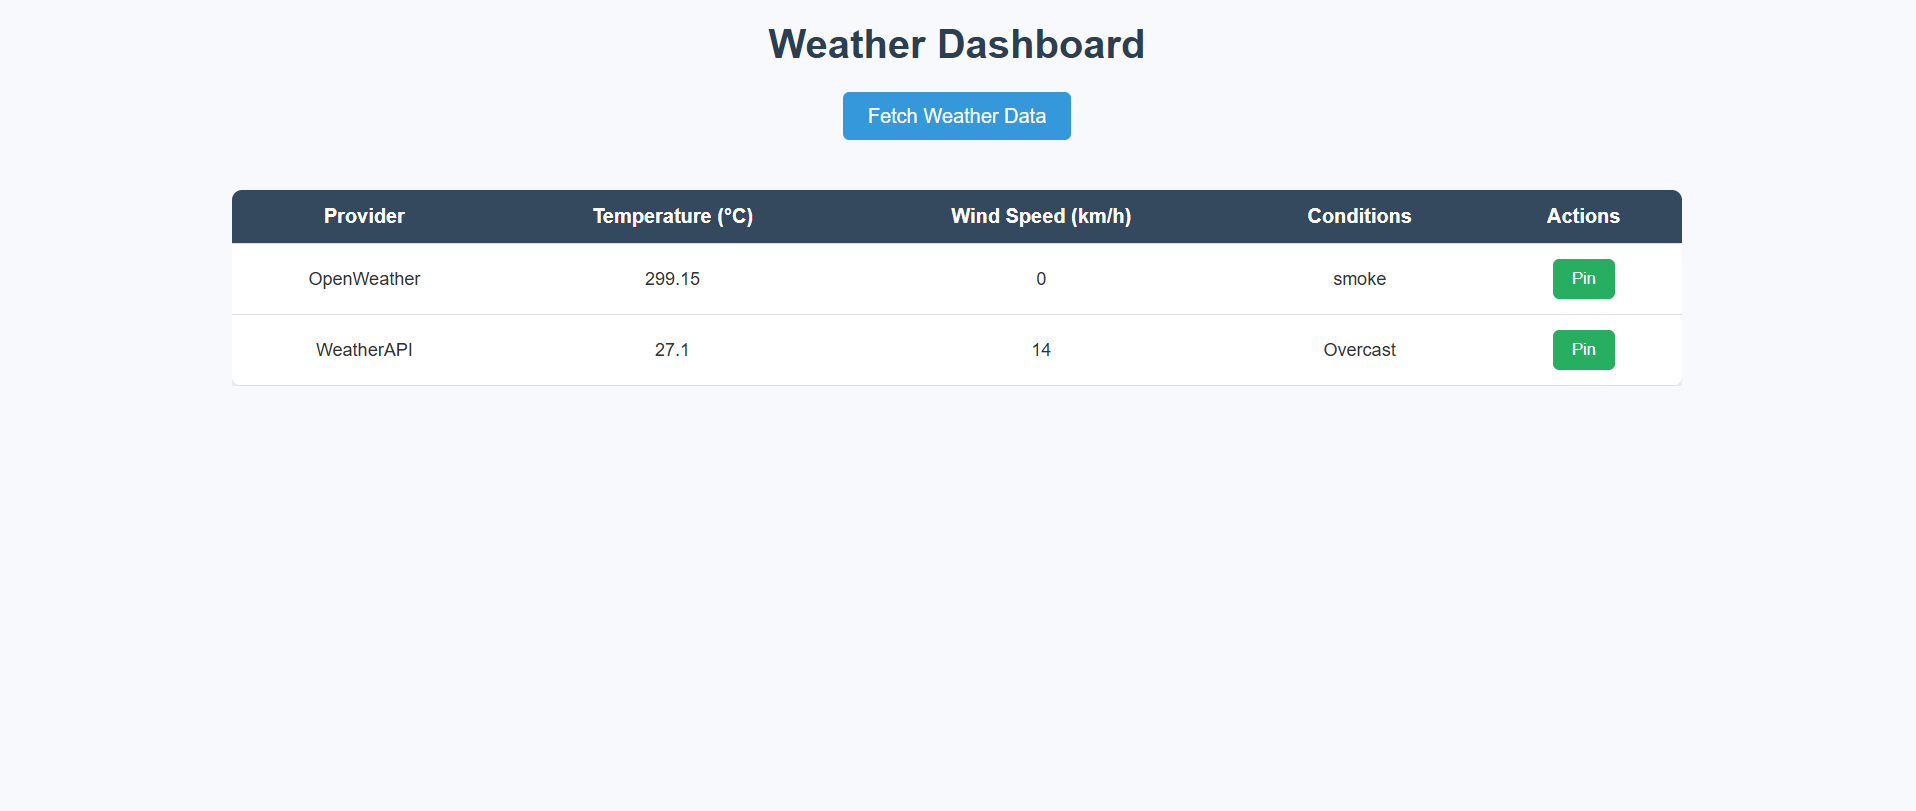 Weather Dashboard
Fetch Weather Data
Provider Temperature (°C) Wind Speed (km/h) Conditions Actions
OpenWeather 299.15 0 smoke Pin
WeatherAPI 27.1 14 Overcast Pin